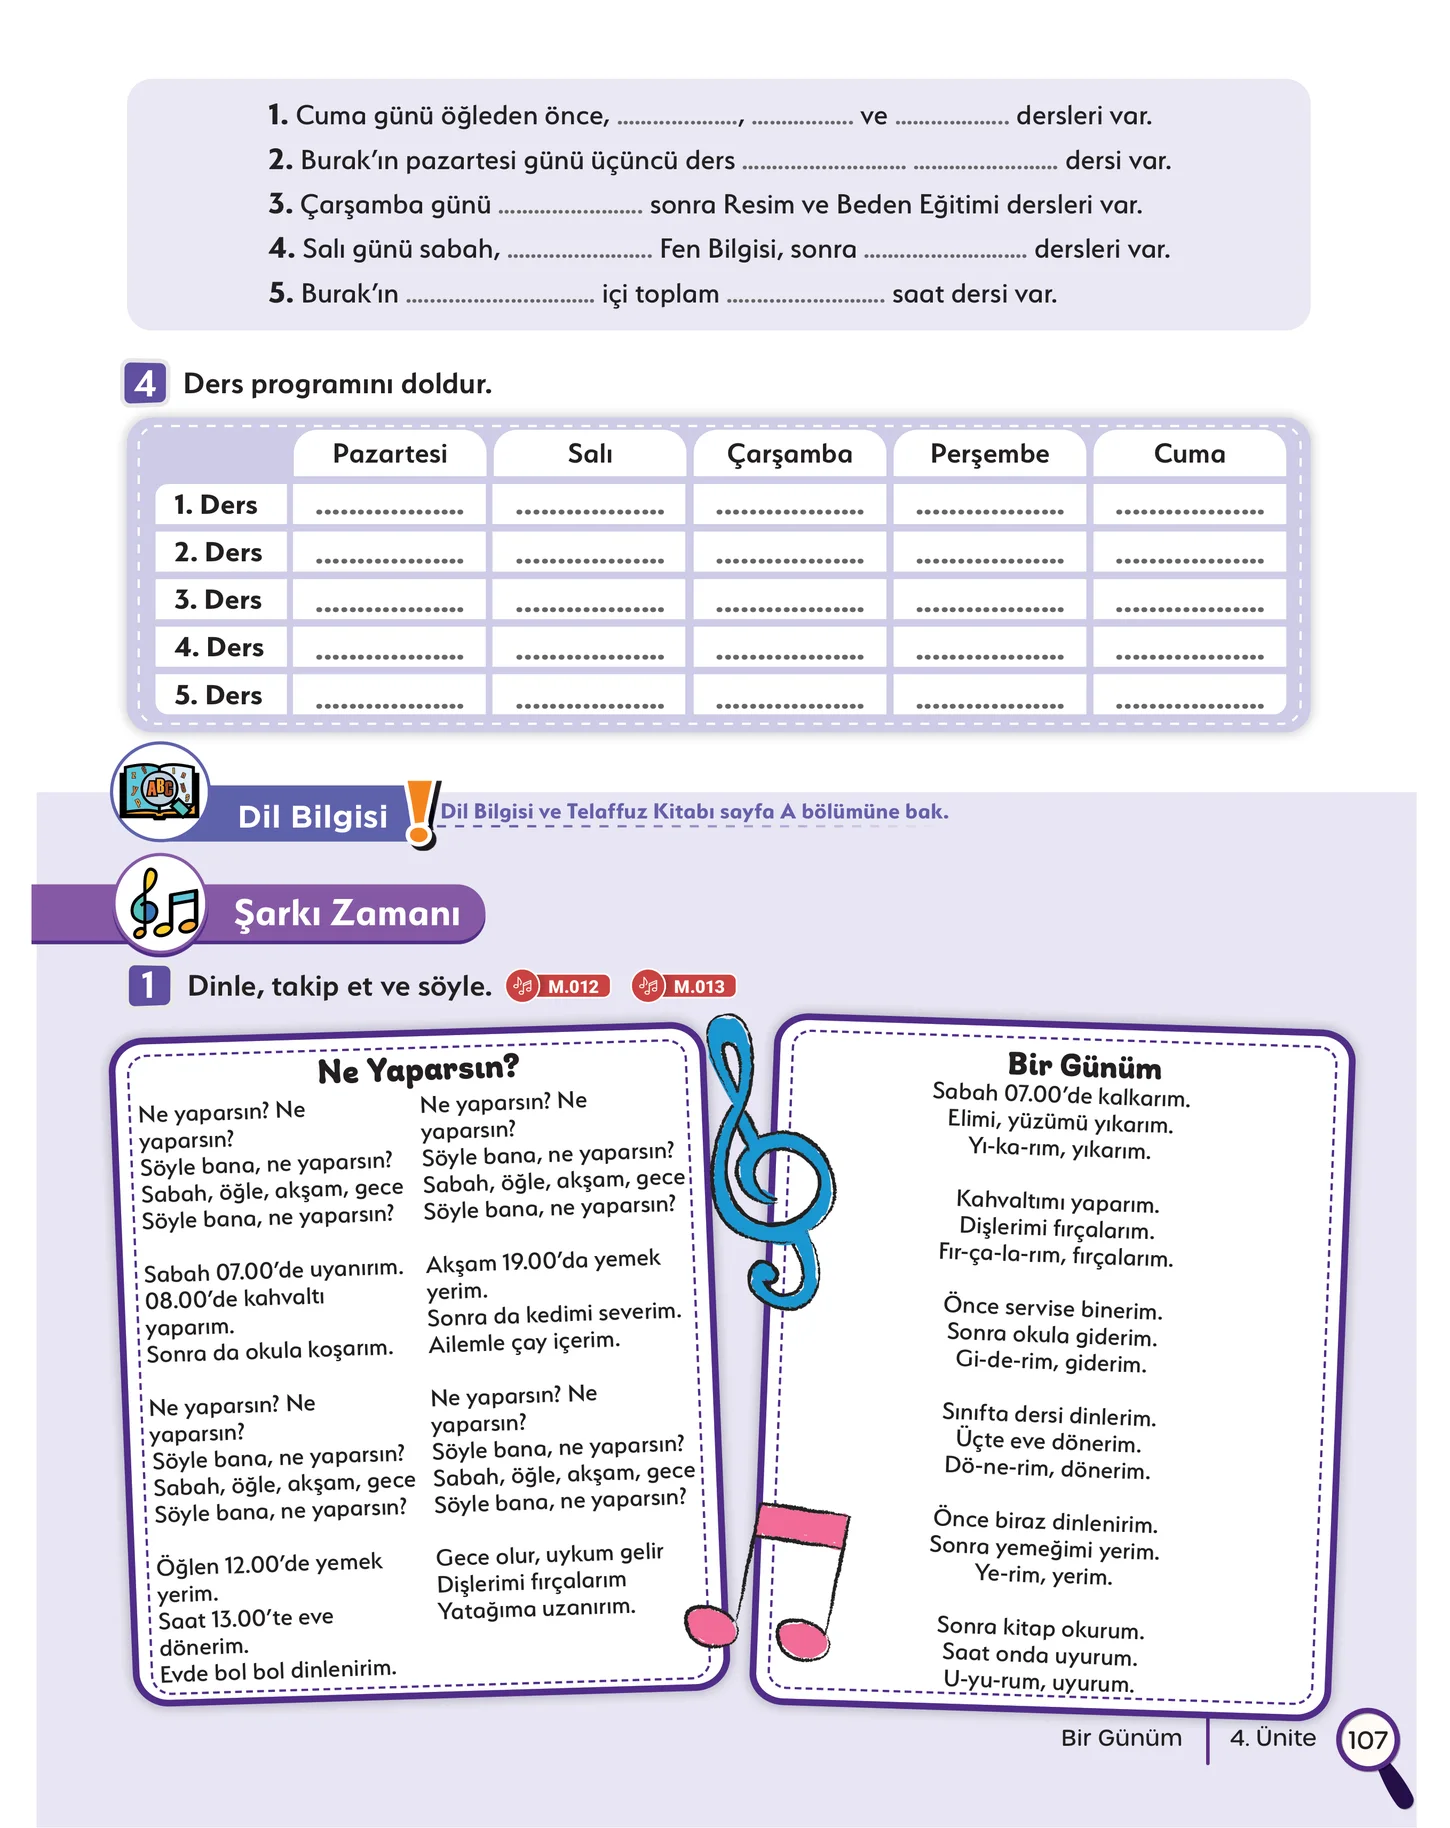 1. Cuma günü öğleden önce, ...................., ................. ve ................... dersleri var.
2. Burak’ın pazartesi günü üçüncü ders ........................... ........................ dersi var.
3. Çarşamba günü ........................ sonra Resim ve Beden Eğitimi dersleri var.
4. Salı günü sabah, ........................ Fen Bilgisi, sonra ........................... dersleri var.
5. Burak’ın ............................... içi toplam .......................... saat dersi var.
4 Ders programını doldur.
Pazartesi Salı Çarşamba Perşembe Cuma
1. Ders .................. .................. .................. .................. ..................
2. Ders .................. .................. .................. .................. ..................
3. Ders .................. .................. .................. .................. ..................
4. Ders .................. .................. .................. .................. ..................
5. Ders .................. .................. .................. .................. ..................
ABC
Dil Bilgisi
Dil Bilgisi ve Telaffuz Kitabı sayfa A bölümüne bak.
Şarkı Zamanı
1 Dinle, takip et ve söyle. M.012 M.013
Ne Yaparsın?
Ne yaparsın? Ne
yaparsın?
Söyle bana, ne yaparsın?
Sabah, öğle, akşam, gece
Söyle bana, ne yaparsın?
Sabah 07.00’de uyanırım.
08.00’de kahvaltı
yaparım.
Sonra da okula koşarım.
Ne yaparsın? Ne
yaparsın?
Söyle bana, ne yaparsın?
Sabah, öğle, akşam, gece
Söyle bana, ne yaparsın?
Öğlen 12.00’de yemek
yerim.
Saat 13.00’te eve
dönerim.
Evde bol bol dinlenirim.
Ne yaparsın? Ne
yaparsın?
Söyle bana, ne yaparsın?
Sabah, öğle, akşam, gece
Söyle bana, ne yaparsın?
Akşam 19.00’da yemek
yerim.
Sonra da kedimi severim.
Ailemle çay içerim.
Ne yaparsın? Ne
yaparsın?
Söyle bana, ne yaparsın?
Sabah, öğle, akşam, gece
Söyle bana, ne yaparsın?
Gece olur, uykum gelir
Dişlerimi fırçalarım
Yatağıma uzanırım.
Bir Günüm
Sabah 07.00’de kalkarım.
Elimi, yüzümü yıkarım.
Yı-ka-rım, yıkarım.
Kahvaltımı yaparım.
Dişlerimi fırçalarım.
Fır-ça-la-rım, fırçalarım.
Önce servise binerim.
Sonra okula giderim.
Gi-de-rim, giderim.
Sınıfta dersi dinlerim.
Üçte eve dönerim.
Dö-ne-rim, dönerim.
Önce biraz dinlenirim.
Sonra yemeğimi yerim.
Ye-rim, yerim.
Sonra kitap okurum.
Saat onda uyurum.
U-yu-rum, uyurum.
Bir Günüm 4. Ünite 107